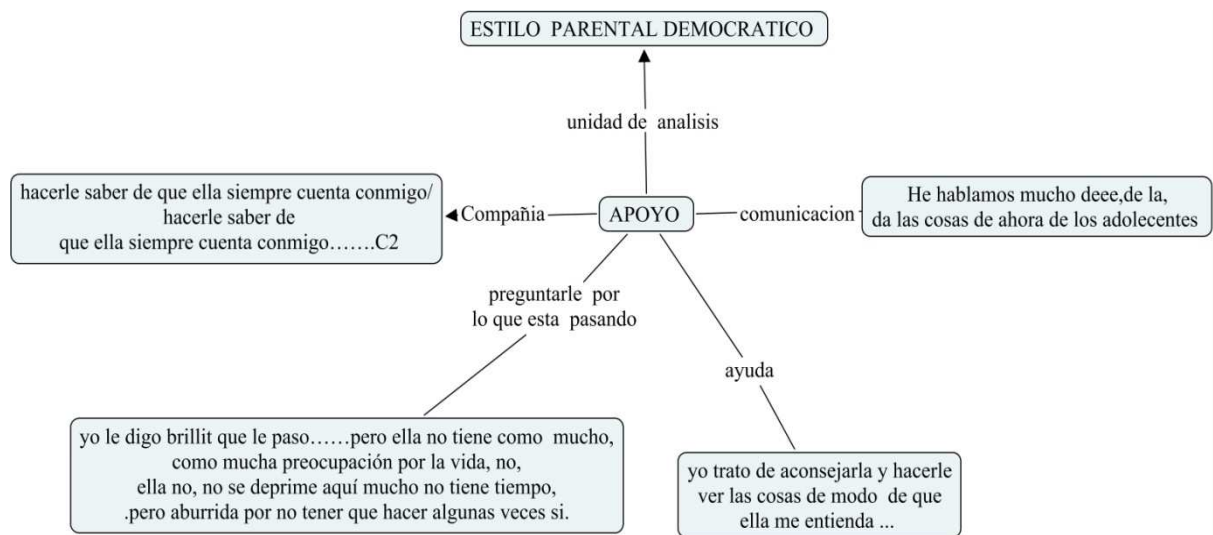 ESTILO PARENTAL DEMOCRATICO
unidad de analisis
hacerle saber de que ella siempre cuenta conmigo/
hacerle saber de
que ella siempre cuenta conmigo.......C2
Compañia
APOYO
comunicacion
He hablamos mucho deee,de la,
da las cosas de ahora de los adolecentes
preguntarle por
lo que esta pasando
ayuda
yo le digo brillit que le paso......pero ella no tiene como mucho,
como mucha preocupación por la vida, no,
ella no, no se deprime aquí mucho no tiene tiempo,
.pero aburrida por no tener que hacer algunas veces si.
yo trato de aconsejarla y hacerle
ver las cosas de modo de que
ella me entienda ...